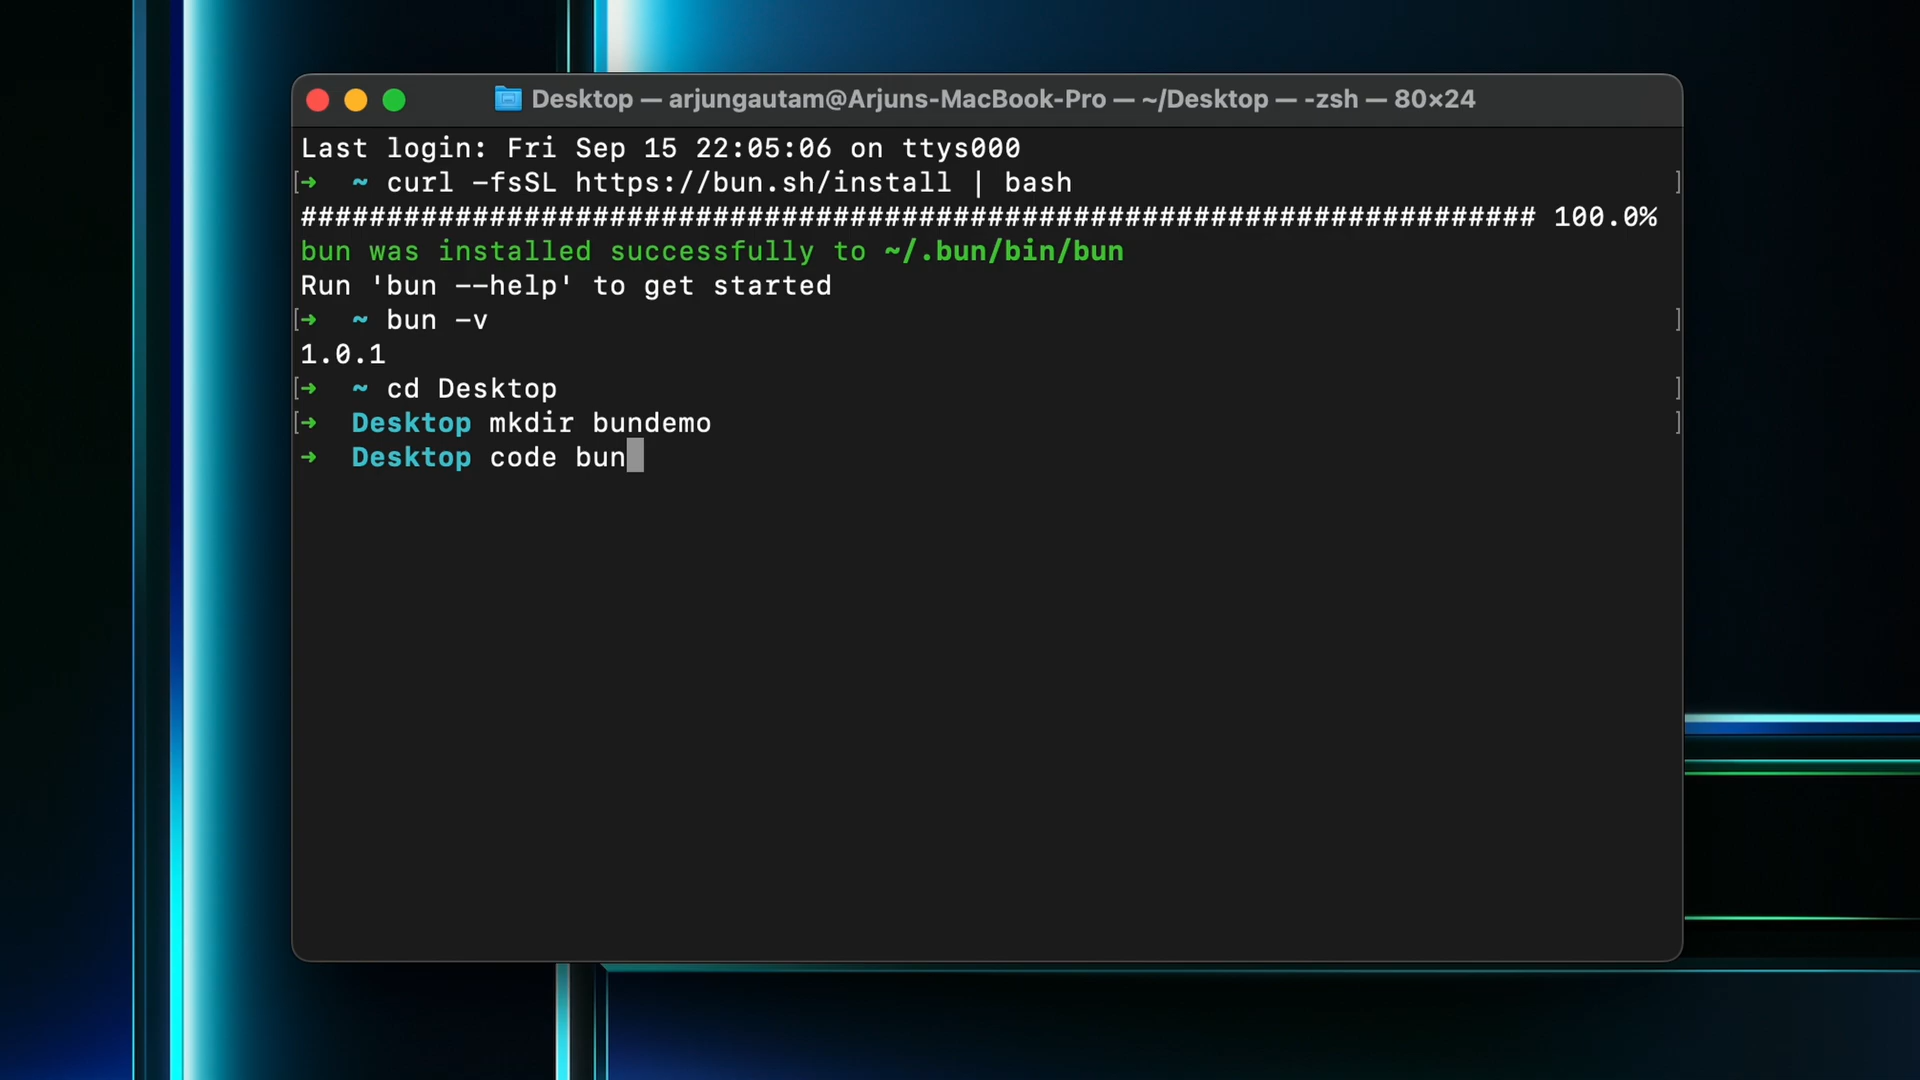 Desktop — arjungautam@Arjuns-MacBook-Pro — ~/Desktop — -zsh — 80×24
Last login: Fri Sep 15 22:05:06 on ttys000
[➜  ~ curl -fsSL https://bun.sh/install | bash ]
######################################################################## 100.0%
bun was installed successfully to ~/.bun/bin/bun
Run 'bun --help' to get started
[➜  ~ bun -v ]
1.0.1
[➜  ~ cd Desktop ]
[➜  Desktop mkdir bundemo ]
➜  Desktop code bun